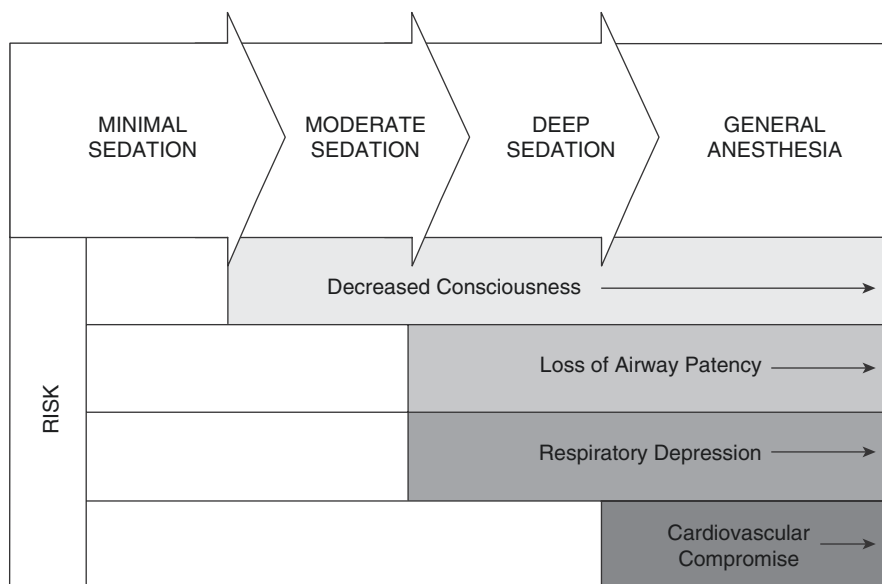 MINIMAL
SEDATION
MODERATE
SEDATION
DEEP
SEDATION
GENERAL
ANESTHESIA
RISK
Decreased Consciousness
Loss of Airway Patency
Respiratory Depression
Cardiovascular
Compromise